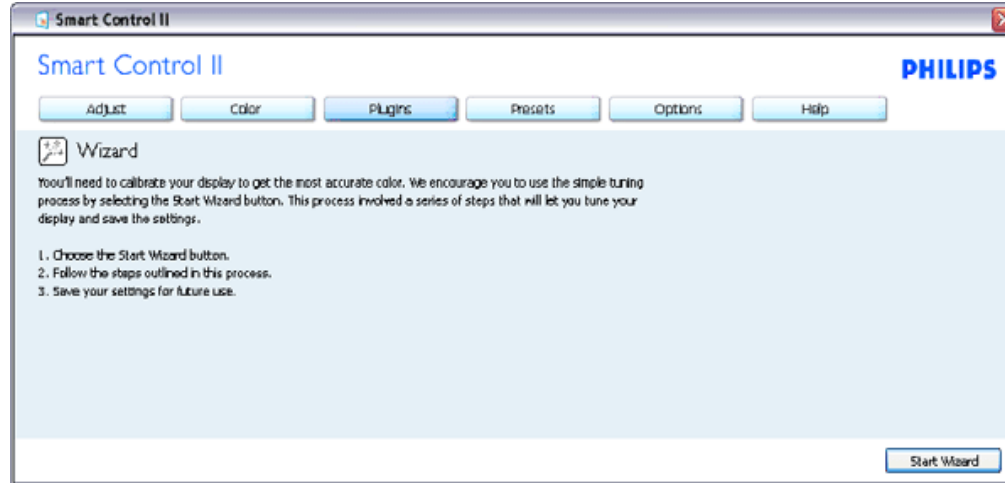 Smart Control II
Smart Control II
PHILIPS
Adjust Color Plugins Presets Options Help
Wizard
Yoou'll need to calibrate your display to get the most accurate color. We encourage you to use the simple tuning
process by selecting the Start Wizard button. This process involved a series of steps that will let you tune your
display and save the settings.
1. Choose the Start Wizard button.
2. Follow the steps outlined in this process.
3. Save your settings for future use.
Start Wizard